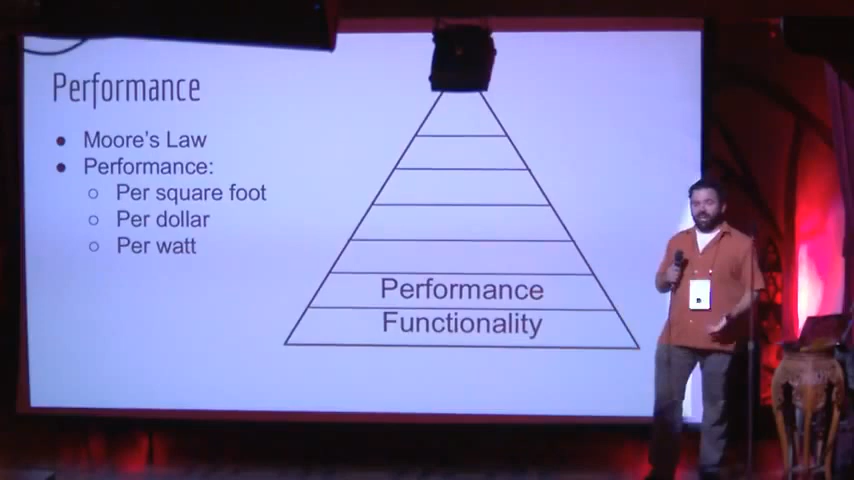 Performance
● Moore's Law
● Performance:
○ Per square foot
○ Per dollar
○ Per watt
Performance
Functionality